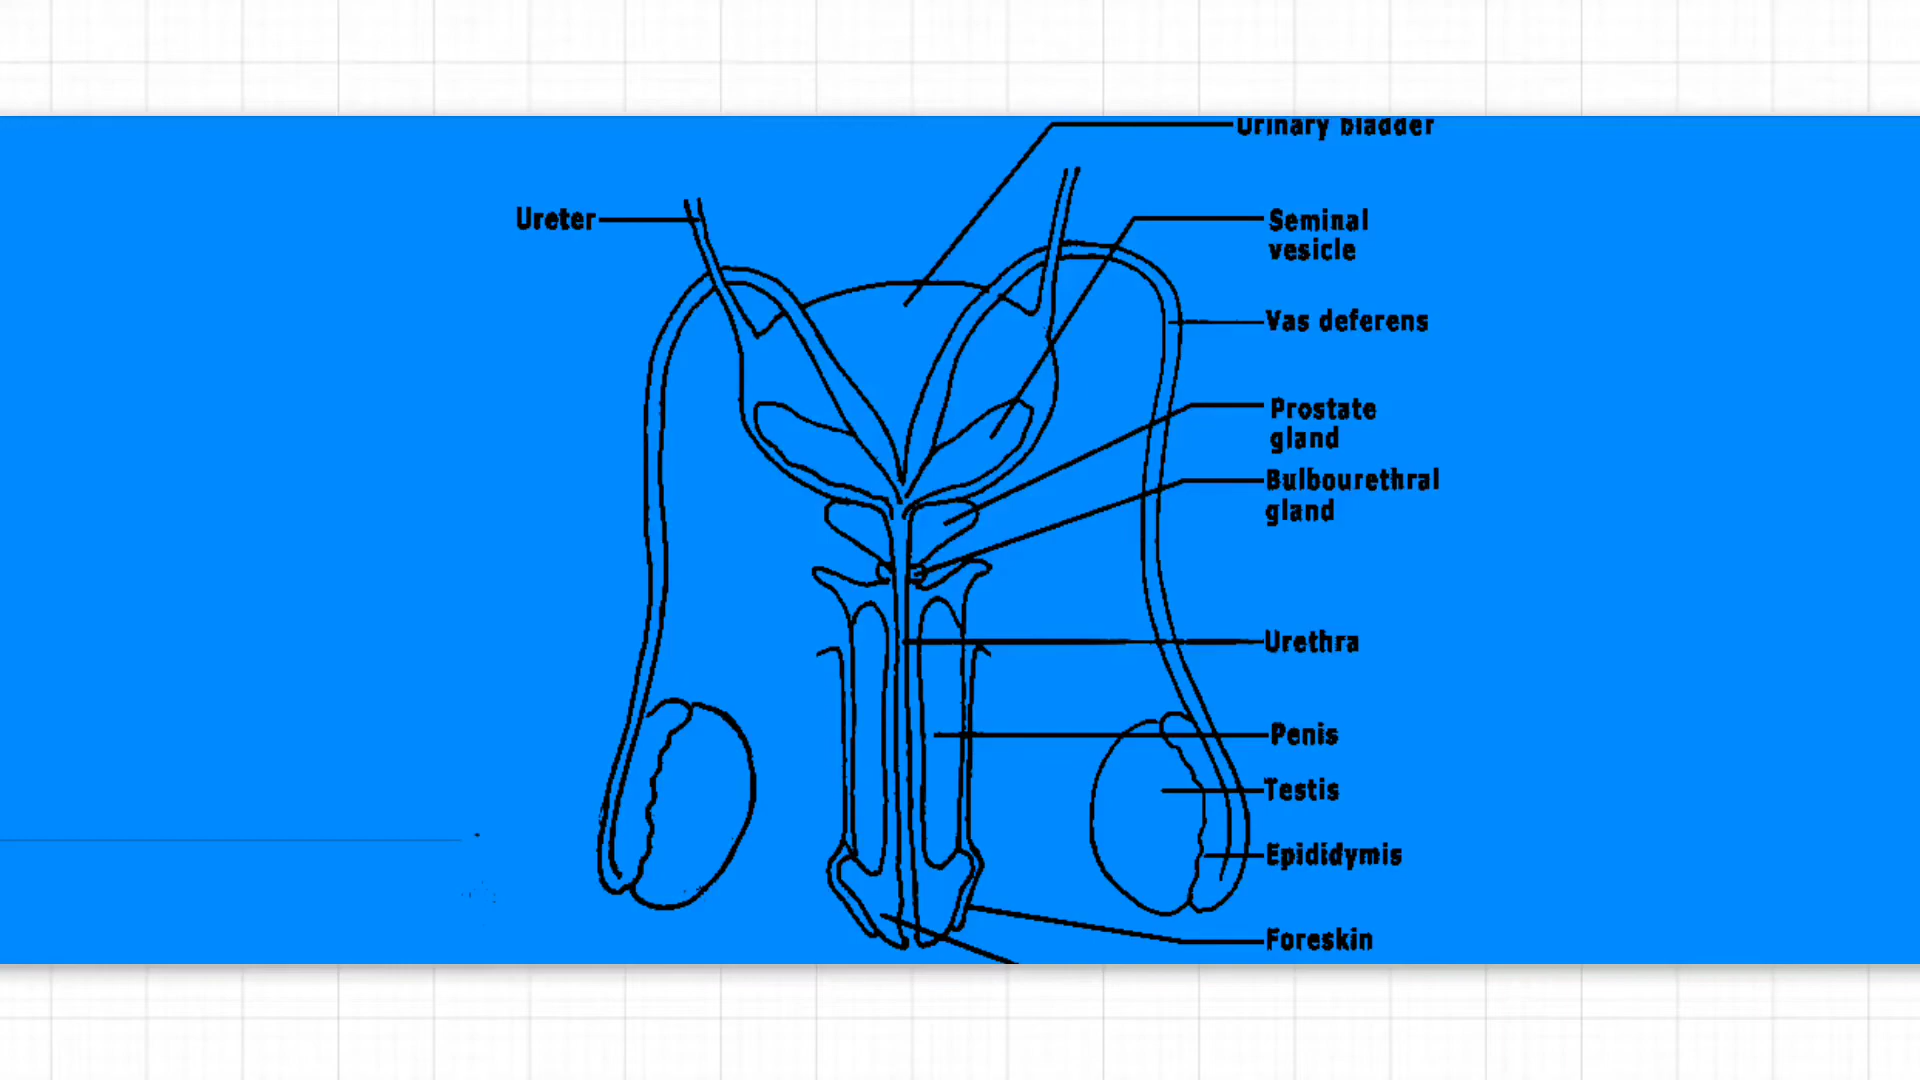 Urinary bladder
Ureter
Seminal
vesicle
Vas deferens
Prostate
gland
Bulbourethral
gland
Urethra
Penis
Testis
Epididymis
Foreskin